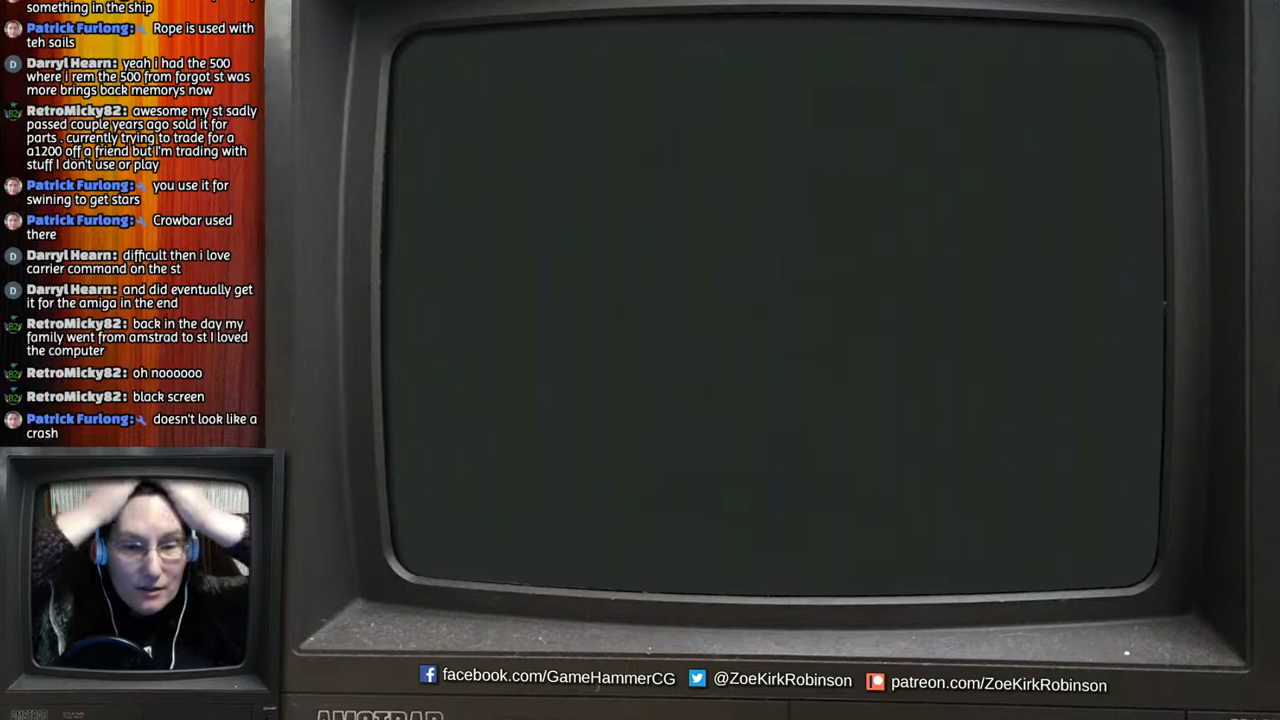 something in the ship
Patrick Furlong: Rope is used with
teh sails
Darryl Hearn: yeah i had the 500
where i rem the 500 from forgot st was
more brings back memorys now
RetroMicky82: awesome my st sadly
passed couple years ago sold it for
parts . currently trying to trade for a
a1200 off a friend but I'm trading with
stuff I don't use or play
Patrick Furlong: you use it for
swining to get stars
Patrick Furlong: Crowbar used
there
Darryl Hearn: difficult then i love
carrier command on the st
Darryl Hearn: and did eventually get
it for the amiga in the end
RetroMicky82: back in the day my
family went from amstrad to st I loved
the computer
RetroMicky82: oh noooooo
RetroMicky82: black screen
Patrick Furlong: doesn't look like a
crash
facebook.com/GameHammerCG @ZoeKirkRobinson patreon.com/ZoeKirkRobinson
AMSTRAD